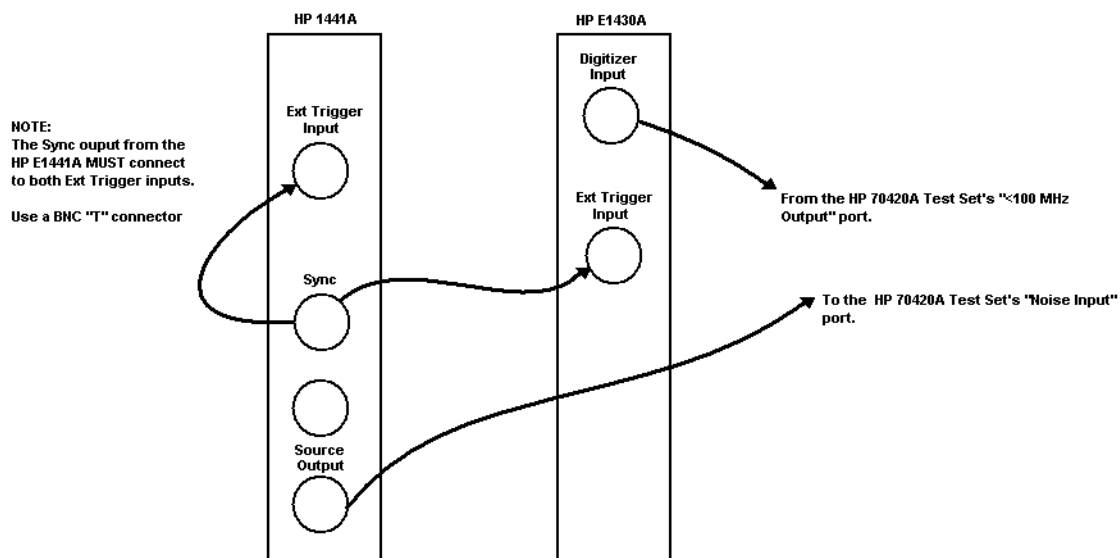 HP 1441A
HP E1430A
Digitizer
Input
Ext Trigger
Input
NOTE:
The Sync ouput from the
HP E1441A MUST connect
to both Ext Trigger inputs.
Use a BNC "T" connector
Ext Trigger
Input
From the HP 70420A Test Set's "<100 MHz
Output" port.
Sync
To the HP 70420A Test Set's "Noise Input"
port.
Source
Output